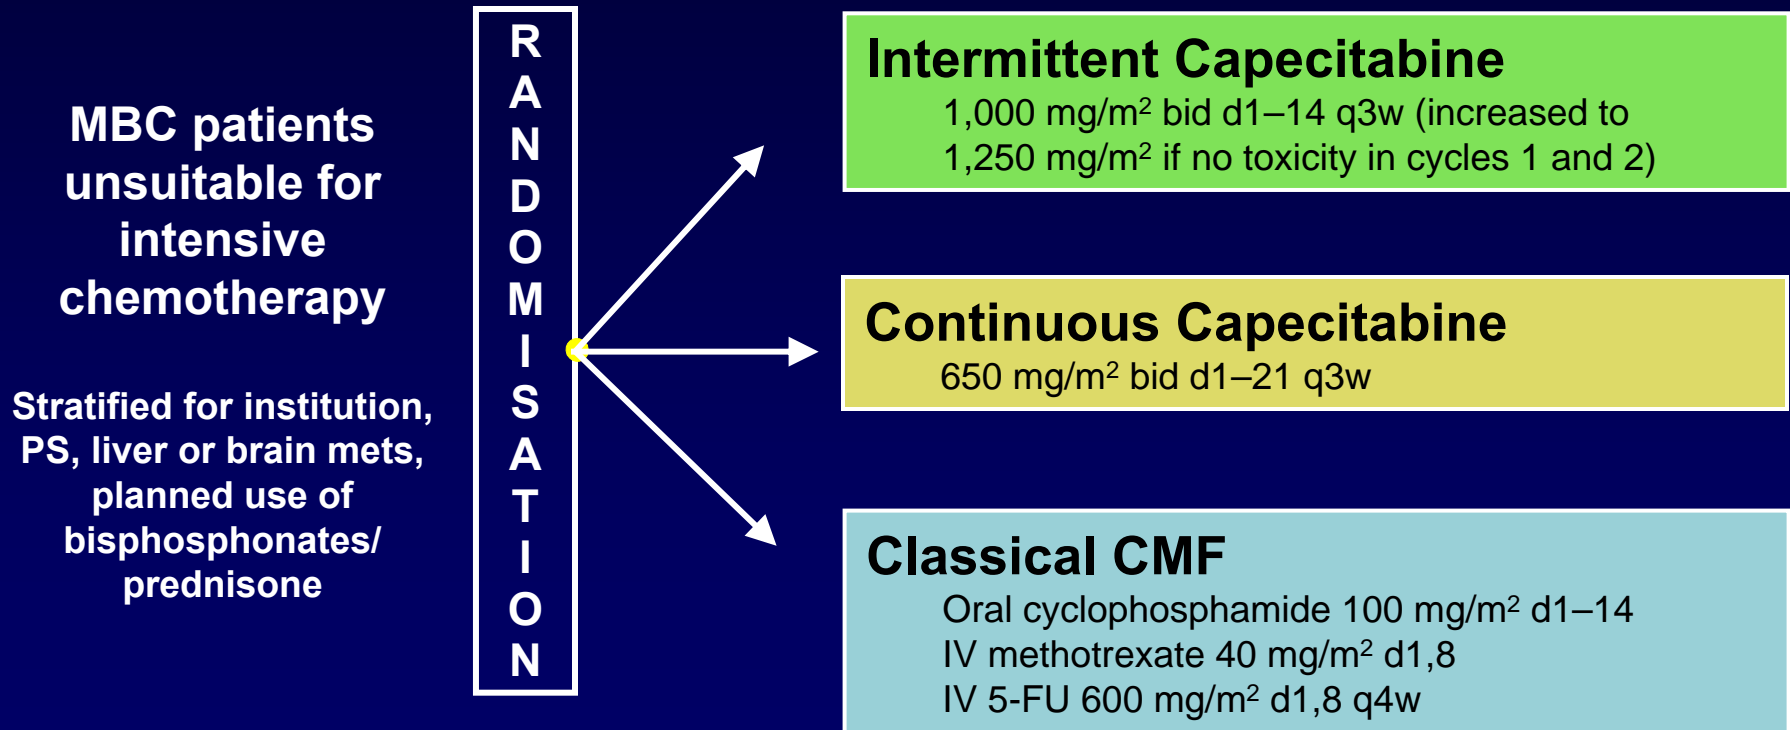 MBC patients
unsuitable for
intensive
chemotherapy
Stratified for institution,
PS, liver or brain mets,
planned use of
bisphosphonates/
prednisone
R
A
N
D
O
M
I
S
A
T
I
O
N
Intermittent Capecitabine
1,000 mg/m² bid d1–14 q3w (increased to
1,250 mg/m² if no toxicity in cycles 1 and 2)
Continuous Capecitabine
650 mg/m² bid d1–21 q3w
Classical CMF
Oral cyclophosphamide 100 mg/m² d1–14
IV methotrexate 40 mg/m² d1,8
IV 5-FU 600 mg/m² d1,8 q4w